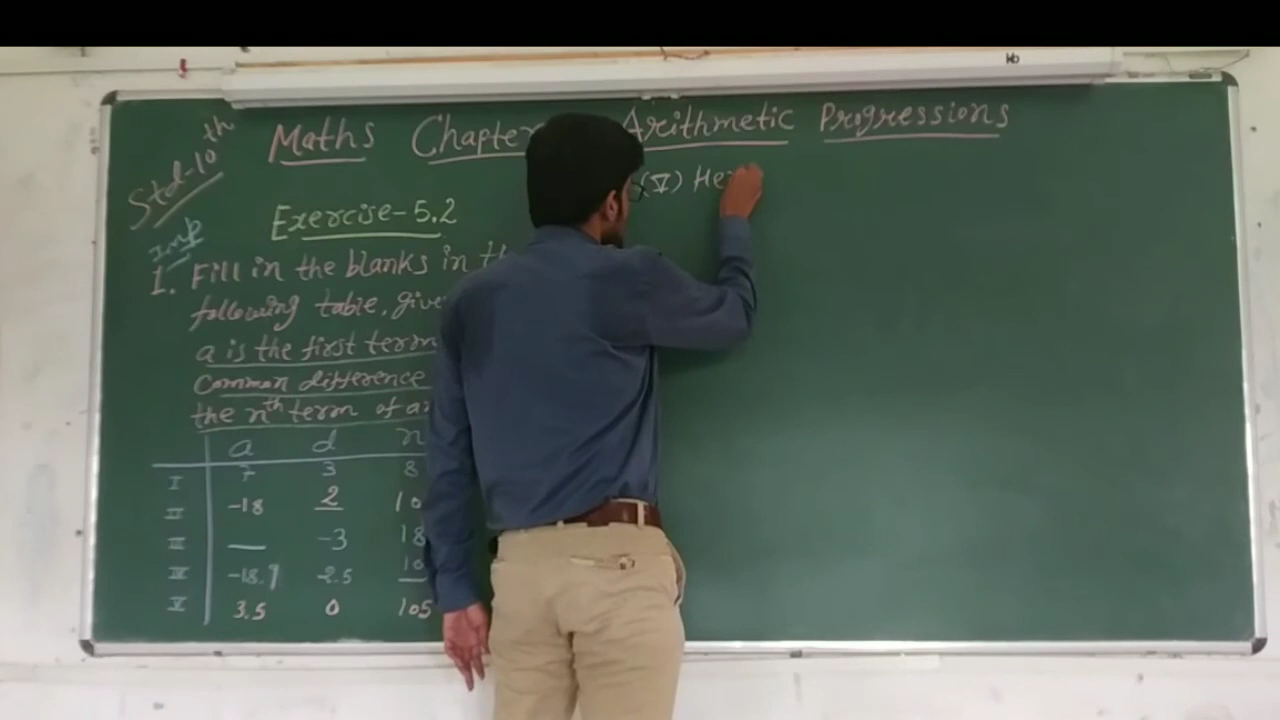 Maths Chapter Arithmetic Progressions
Std-10th
(V) He
Exercise-5.2
Imp
1. Fill in the blanks in th
following table, give
a is the first term
Common difference
the nth term of an
a d n
I 7 3 8
II -18 2 10
III — -3 18
IV -18.9 2.5 10
V 3.5 0 105